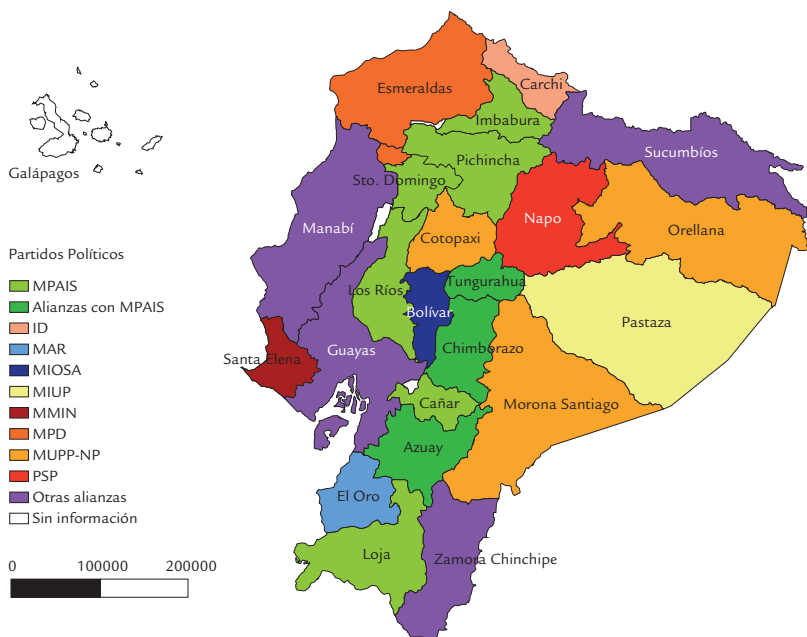 Esmeraldas
Carchi
Imbabura
Pichincha
Sucumbíos
Galápagos
Sto. Domingo
Manabí
Napo
Orellana
Cotopaxi
Partidos Políticos
MPAIS
Alianzas con MPAIS
ID
MAR
MIOSA
MIUP
MMIN
MPD
MUPP-NP
PSP
Otras alianzas
Sin información
Tungurahua
Los Ríos
Bolívar
Pastaza
Guayas
Chimborazo
Santa Elena
Cañar
Morona Santiago
Azuay
El Oro
Loja
Zamora Chinchipe
0 100000 200000